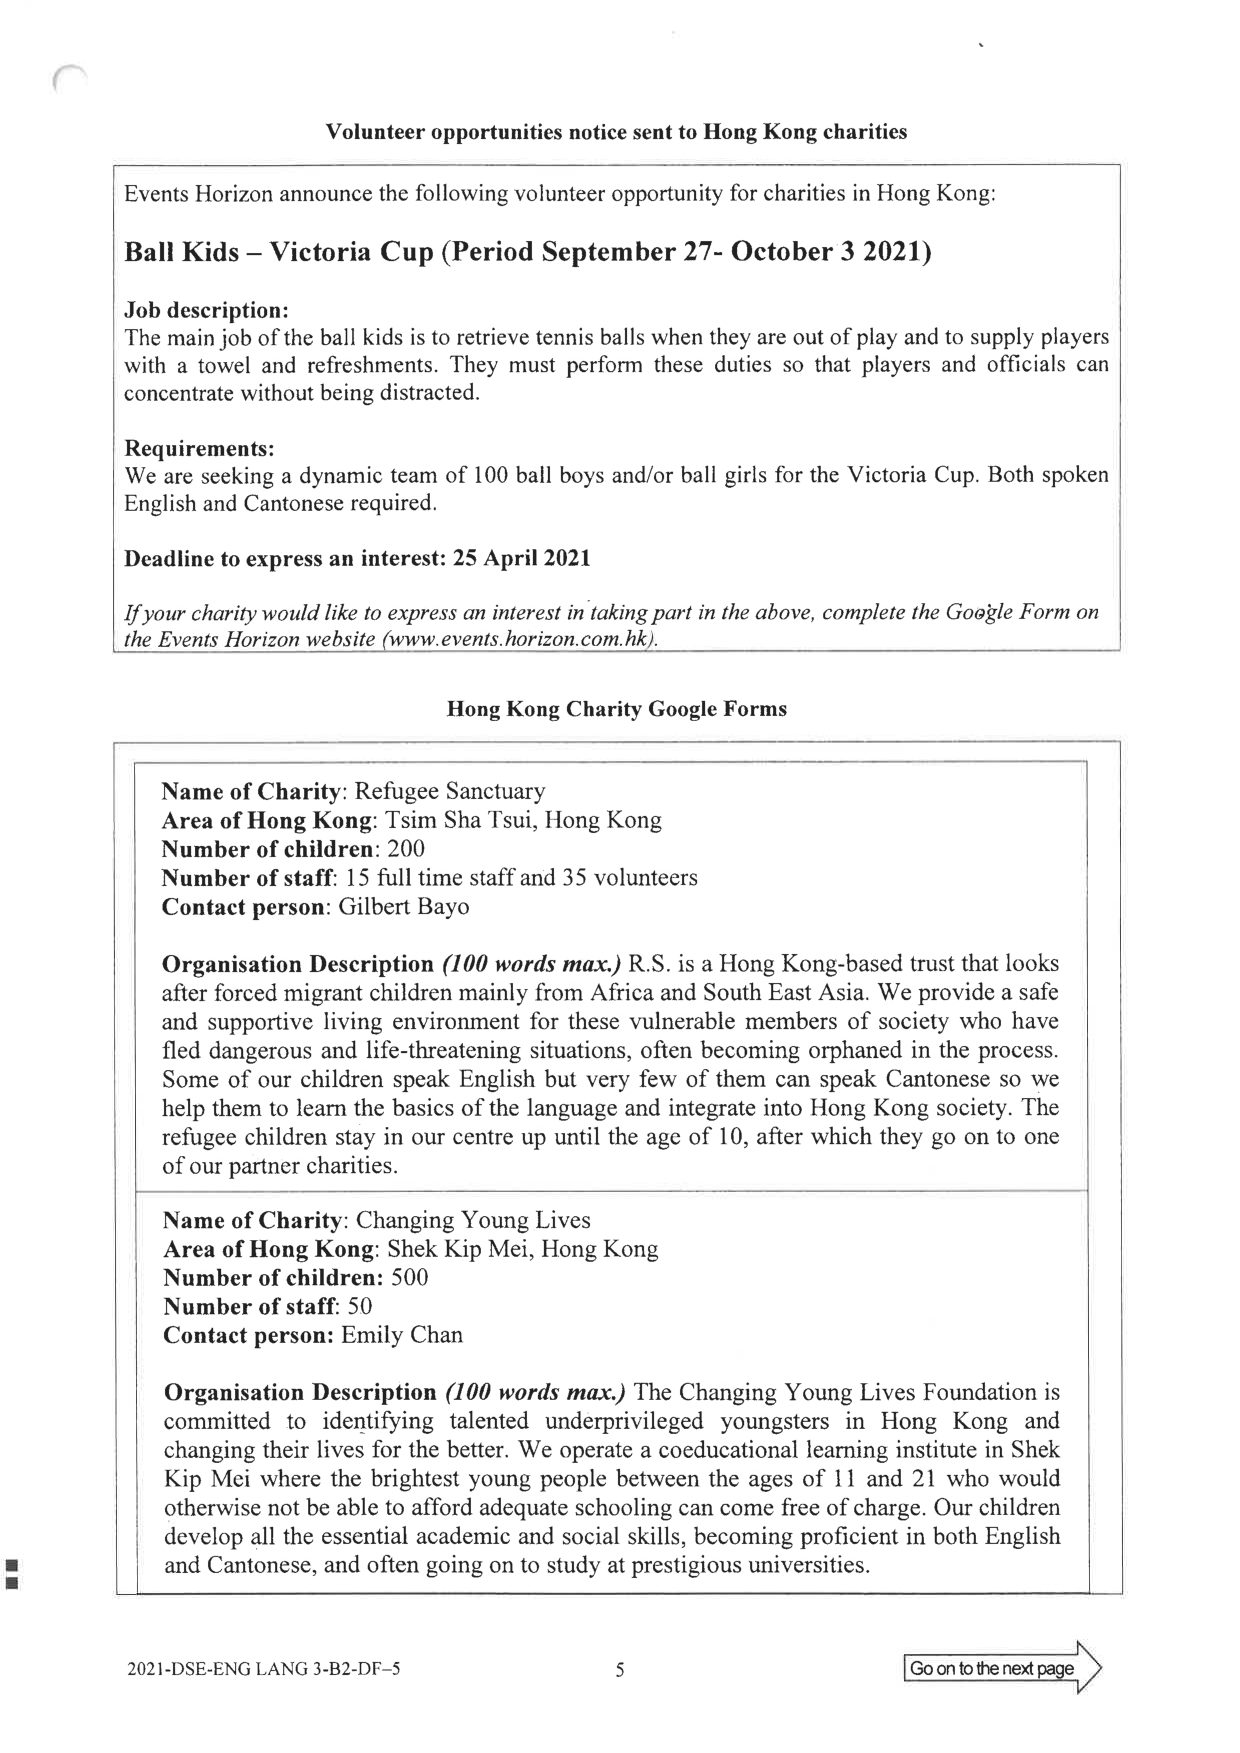 Volunteer opportunities notice sent to Hong Kong charities
Events Horizon announce the following volunteer opportunity for charities in Hong Kong:
Ball Kids – Victoria Cup (Period September 27- October 3 2021)
Job description:
The main job of the ball kids is to retrieve tennis balls when they are out of play and to supply players
with a towel and refreshments. They must perform these duties so that players and officials can
concentrate without being distracted.
Requirements:
We are seeking a dynamic team of 100 ball boys and/or ball girls for the Victoria Cup. Both spoken
English and Cantonese required.
Deadline to express an interest: 25 April 2021
If your charity would like to express an interest in taking part in the above, complete the Google Form on
the Events Horizon website (www.events.horizon.com.hk).
Hong Kong Charity Google Forms
Name of Charity: Refugee Sanctuary
Area of Hong Kong: Tsim Sha Tsui, Hong Kong
Number of children: 200
Number of staff: 15 full time staff and 35 volunteers
Contact person: Gilbert Bayo
Organisation Description (100 words max.) R.S. is a Hong Kong-based trust that looks
after forced migrant children mainly from Africa and South East Asia. We provide a safe
and supportive living environment for these vulnerable members of society who have
fled dangerous and life-threatening situations, often becoming orphaned in the process.
Some of our children speak English but very few of them can speak Cantonese so we
help them to learn the basics of the language and integrate into Hong Kong society. The
refugee children stay in our centre up until the age of 10, after which they go on to one
of our partner charities.
Name of Charity: Changing Young Lives
Area of Hong Kong: Shek Kip Mei, Hong Kong
Number of children: 500
Number of staff: 50
Contact person: Emily Chan
Organisation Description (100 words max.) The Changing Young Lives Foundation is
committed to identifying talented underprivileged youngsters in Hong Kong and
changing their lives for the better. We operate a coeducational learning institute in Shek
Kip Mei where the brightest young people between the ages of 11 and 21 who would
otherwise not be able to afford adequate schooling can come free of charge. Our children
develop all the essential academic and social skills, becoming proficient in both English
and Cantonese, and often going on to study at prestigious universities.
2021-DSE-ENG LANG 3-B2-DF–5
5
Go on to the next page